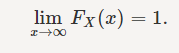 lim F_X(x) = 1.
x→∞